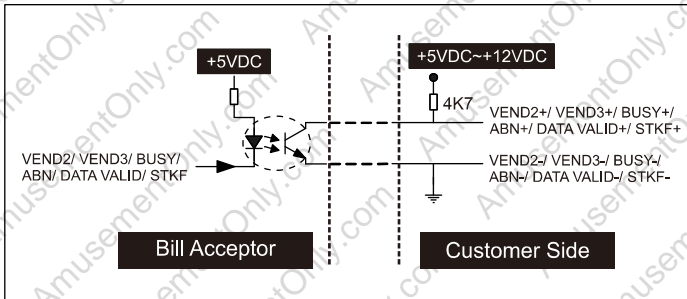 +5VDC
+5VDC~+12VDC
4K7
VEND2+/ VEND3+/ BUSY+/
ABN+/ DATA VALID+/ STKF+
VEND2/ VEND3/ BUSY/
ABN/ DATA VALID/ STKF
VEND2-/ VEND3-/ BUSY-/
ABN-/ DATA VALID-/ STKF-
Bill Acceptor
Customer Side
AmusementOnly.com